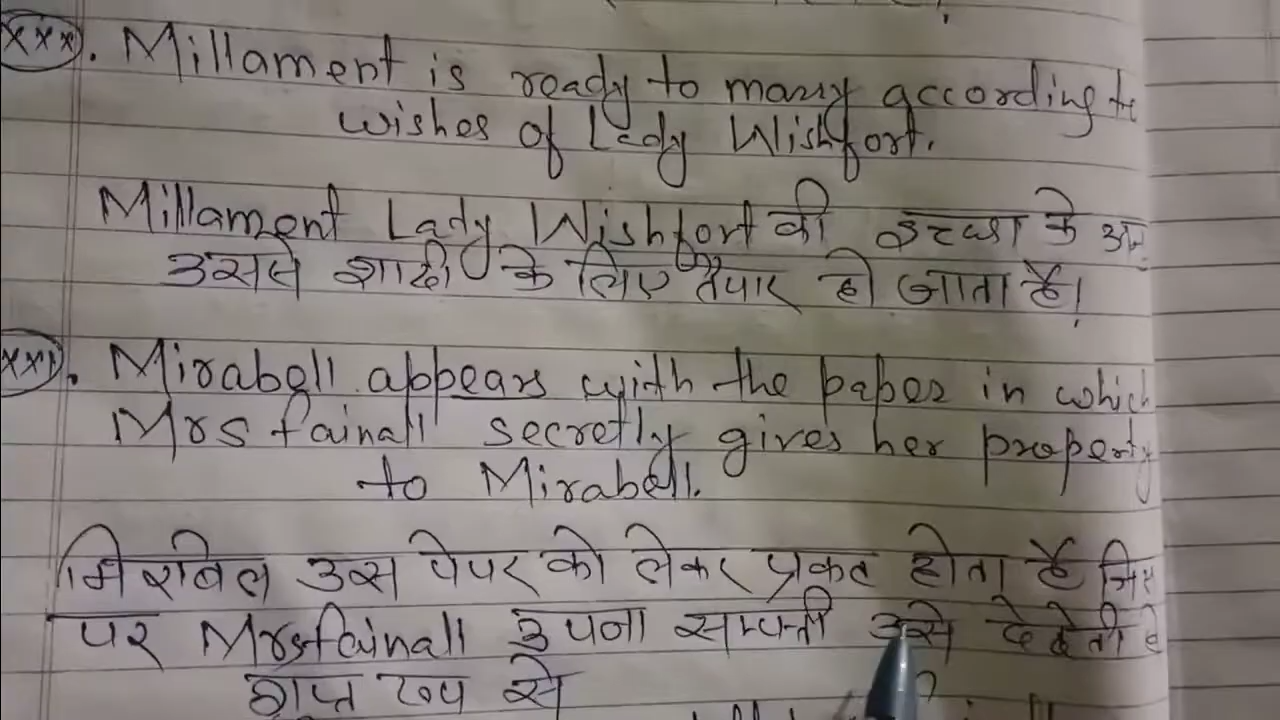 xxx. Millament is ready to marry according to
wishes of Lady Wishfort.
Millament Lady Wishfort की इच्छा के
उससे शादी के लिए तैयार हो जाता है।
xxxi. Mirabell appears with the paper in which
Mrs fainall secretly gives her property
to Mirabell.
मिराबेल उस पेपर को लेकर प्रकट होता है जिस
पर Mrs fainall अपना सम्पत्ती उसे दे देती है
गुप्त रूप से